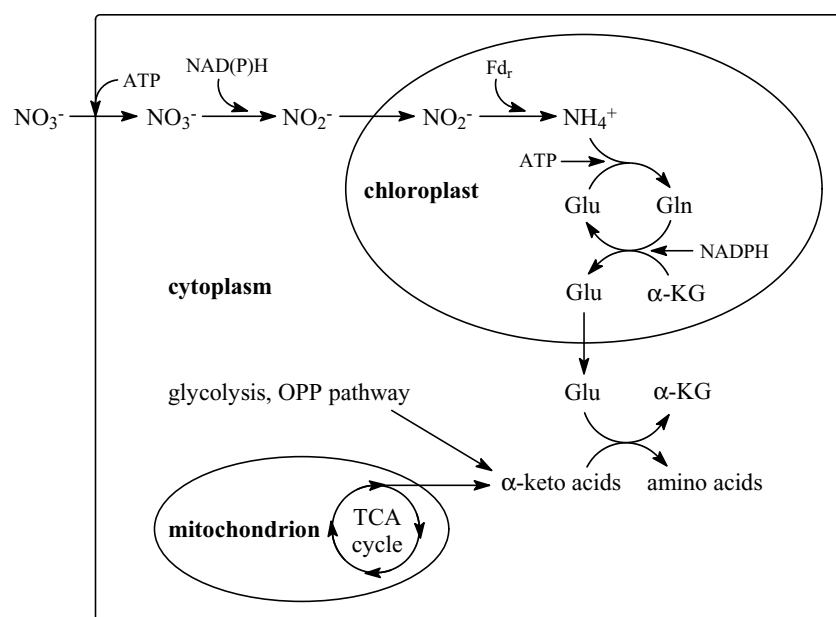 NAD(P)H
Fdr
ATP
NO3- NO3- NO2- NO2- NH4+
ATP
chloroplast
Glu Gln
NADPH
cytoplasm
Glu α-KG
glycolysis, OPP pathway
Glu α-KG
α-keto acids amino acids
mitochondrion
TCA
cycle